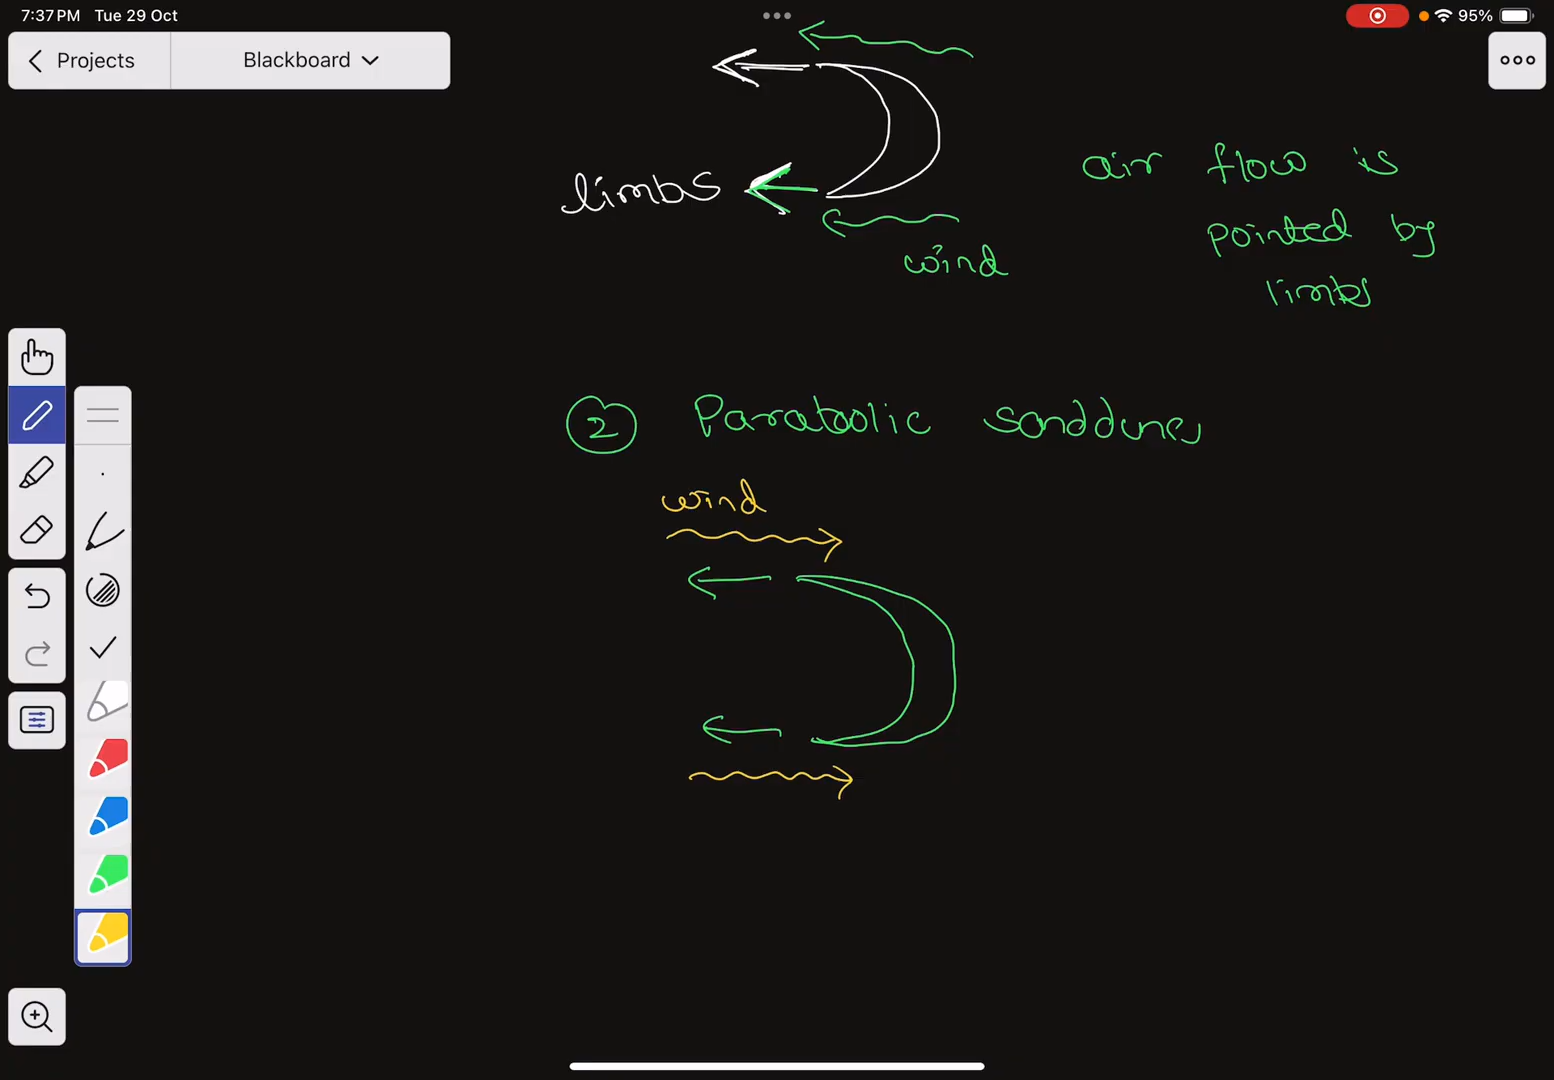 7:37 PM Tue 29 Oct
95%
Projects
Blackboard
limbs
wind
air flow is
pointed by
limbs
2 Parabolic sanddunes
wind